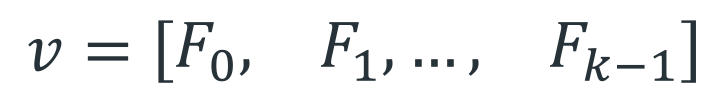 v = [F₀, F₁, …, Fₖ₋₁]